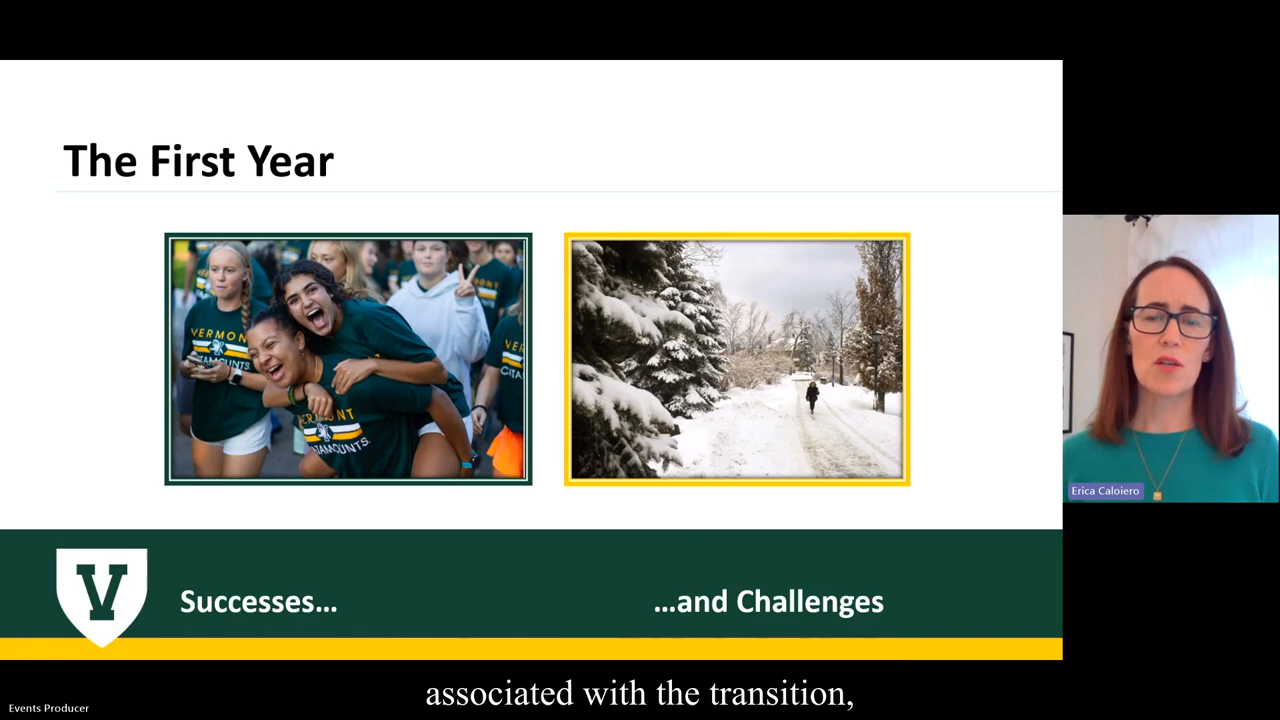 The First Year
VERMONT
CATAMOUNTS
VERMONT
CATAMOUNTS
V
Successes…
…and Challenges
Erica Caloiero
associated with the transition,
Events Producer